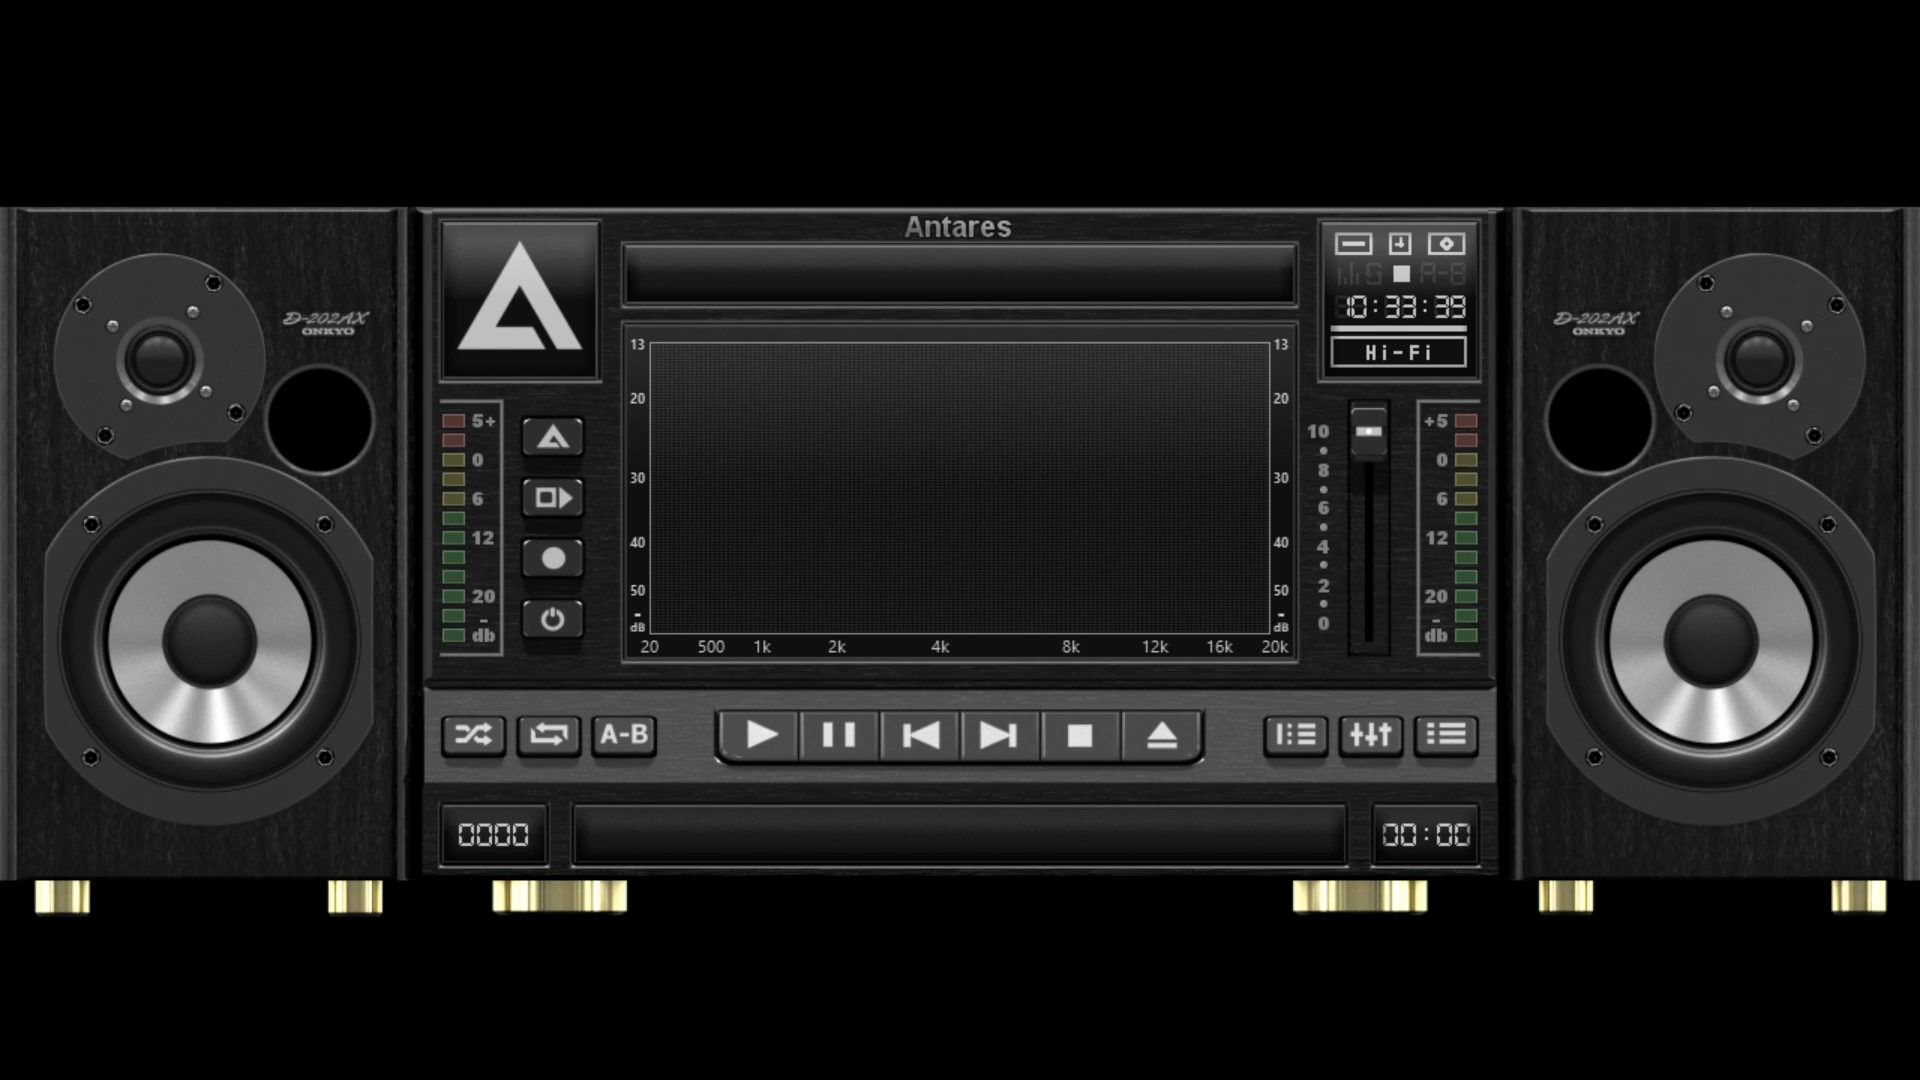 Antares
D-202AX
ONKYO
10:33:39
Hi-Fi
D-202AX
ONKYO
5+
0
6
12
20
-
db
13
20
30
40
50
-
dB
13
20
30
40
50
-
dB
20 500 1k 2k 4k 8k 12k 16k 20k
10
8
6
4
2
0
+5
0
6
12
20
-
db
A-B
0000
00:00